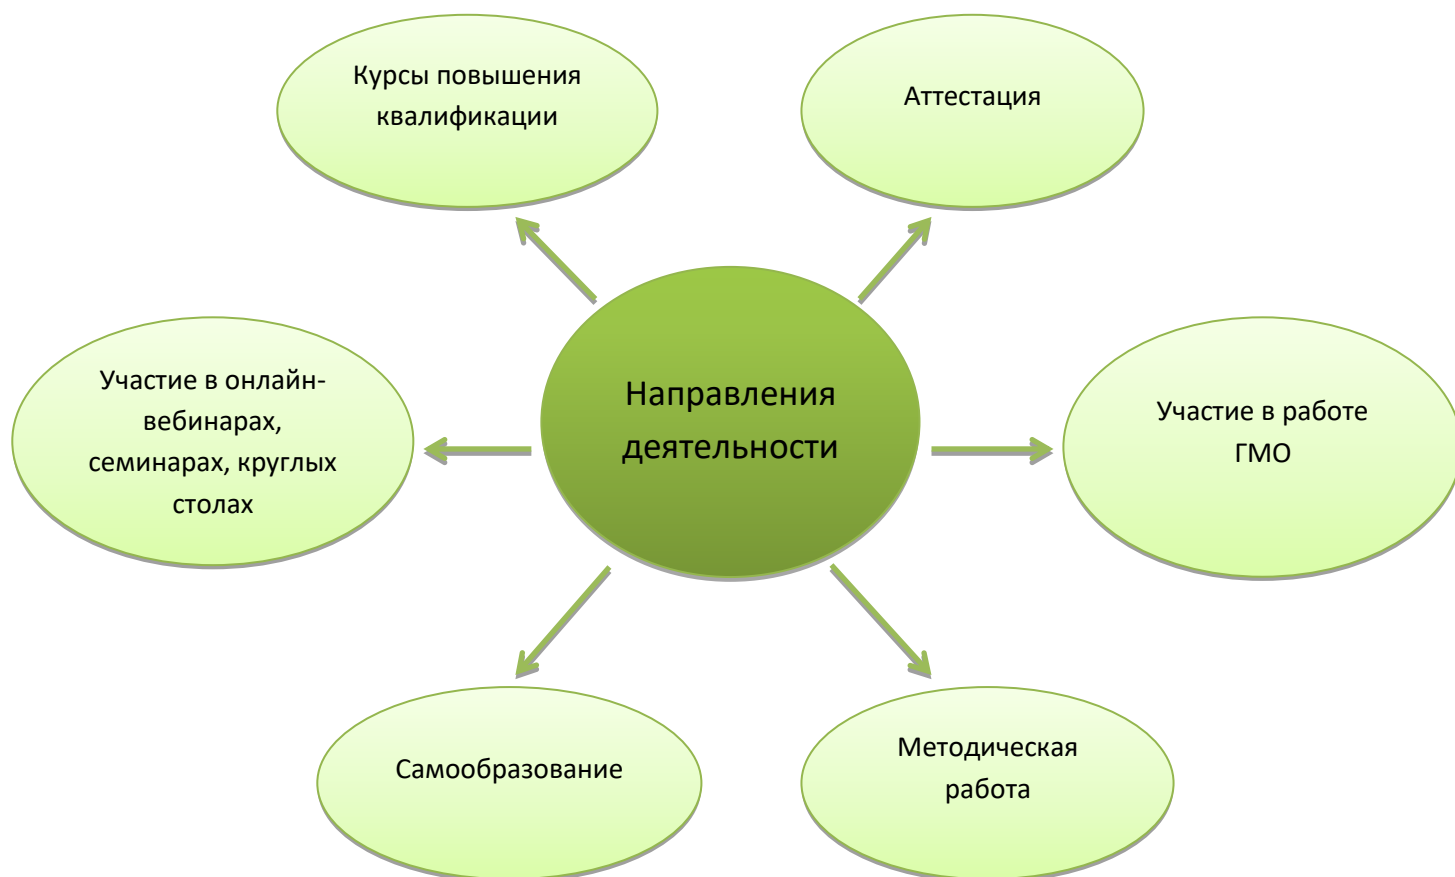 Курсы повышения
квалификации
Аттестация
Направления
деятельности
Участие в онлайн-
вебинарах,
семинарах, круглых
столах
Участие в работе
ГМО
Самообразование
Методическая
работа